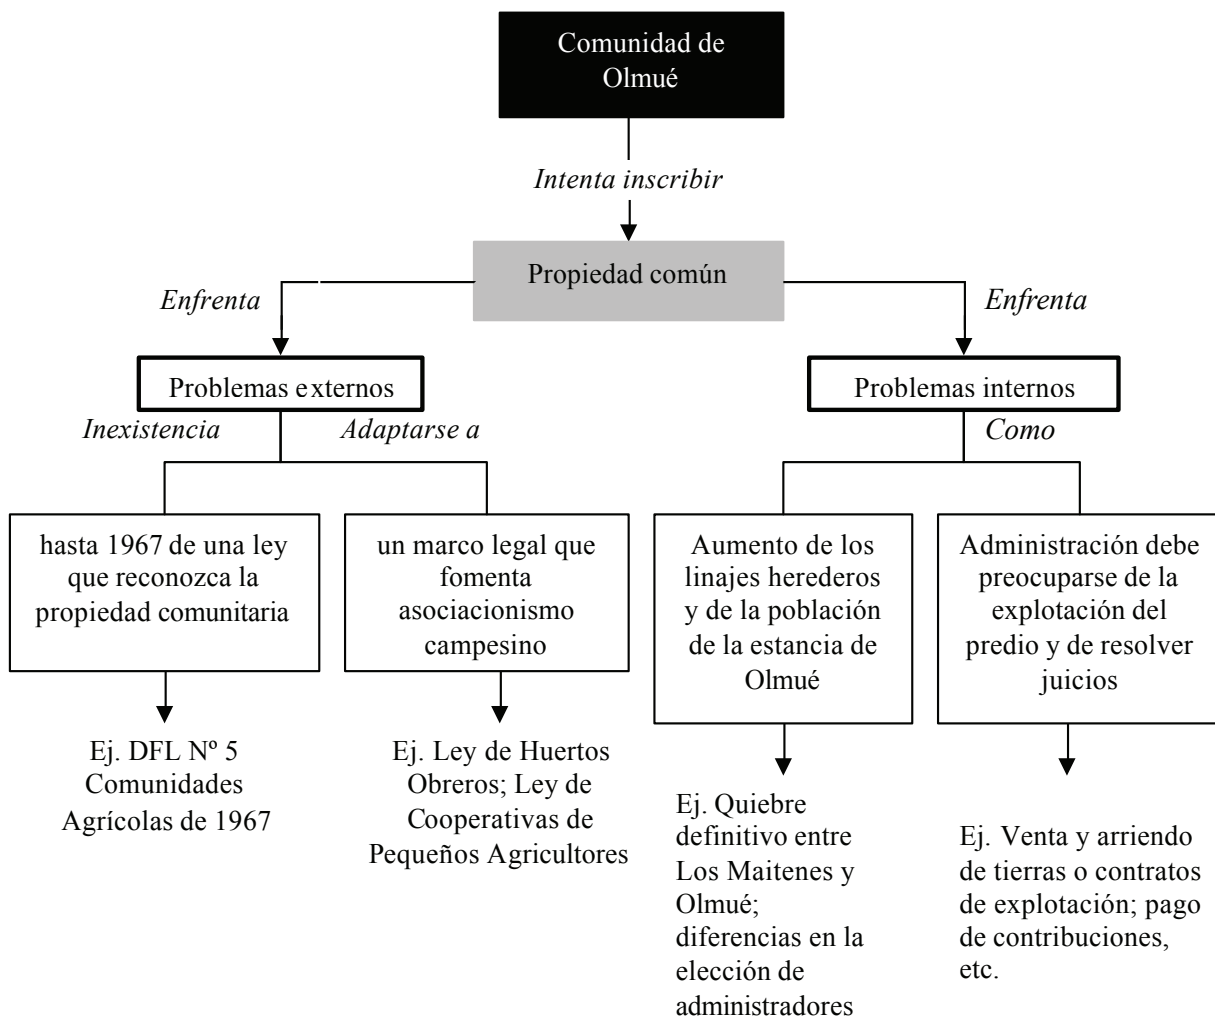 Comunidad de
Olmué
Intenta inscribir
Propiedad común
Enfrenta
Enfrenta
Problemas externos
Problemas internos
Inexistencia
Adaptarse a
Como
hasta 1967 de una ley
que reconozca la
propiedad comunitaria
un marco legal que
fomenta
asociacionismo
campesino
Aumento de los
linajes herederos
y de la población
de la estancia de
Olmué
Administración debe
preocuparse de la
explotación del
predio y de resolver
juicios
Ej. DFL Nº 5
Comunidades
Agrícolas de 1967
Ej. Ley de Huertos
Obreros; Ley de
Cooperativas de
Pequeños Agricultores
Ej. Quiebre
definitivo entre
Los Maitenes y
Olmué;
diferencias en la
elección de
administradores
Ej. Venta y arriendo
de tierras o contratos
de explotación; pago
de contribuciones,
etc.